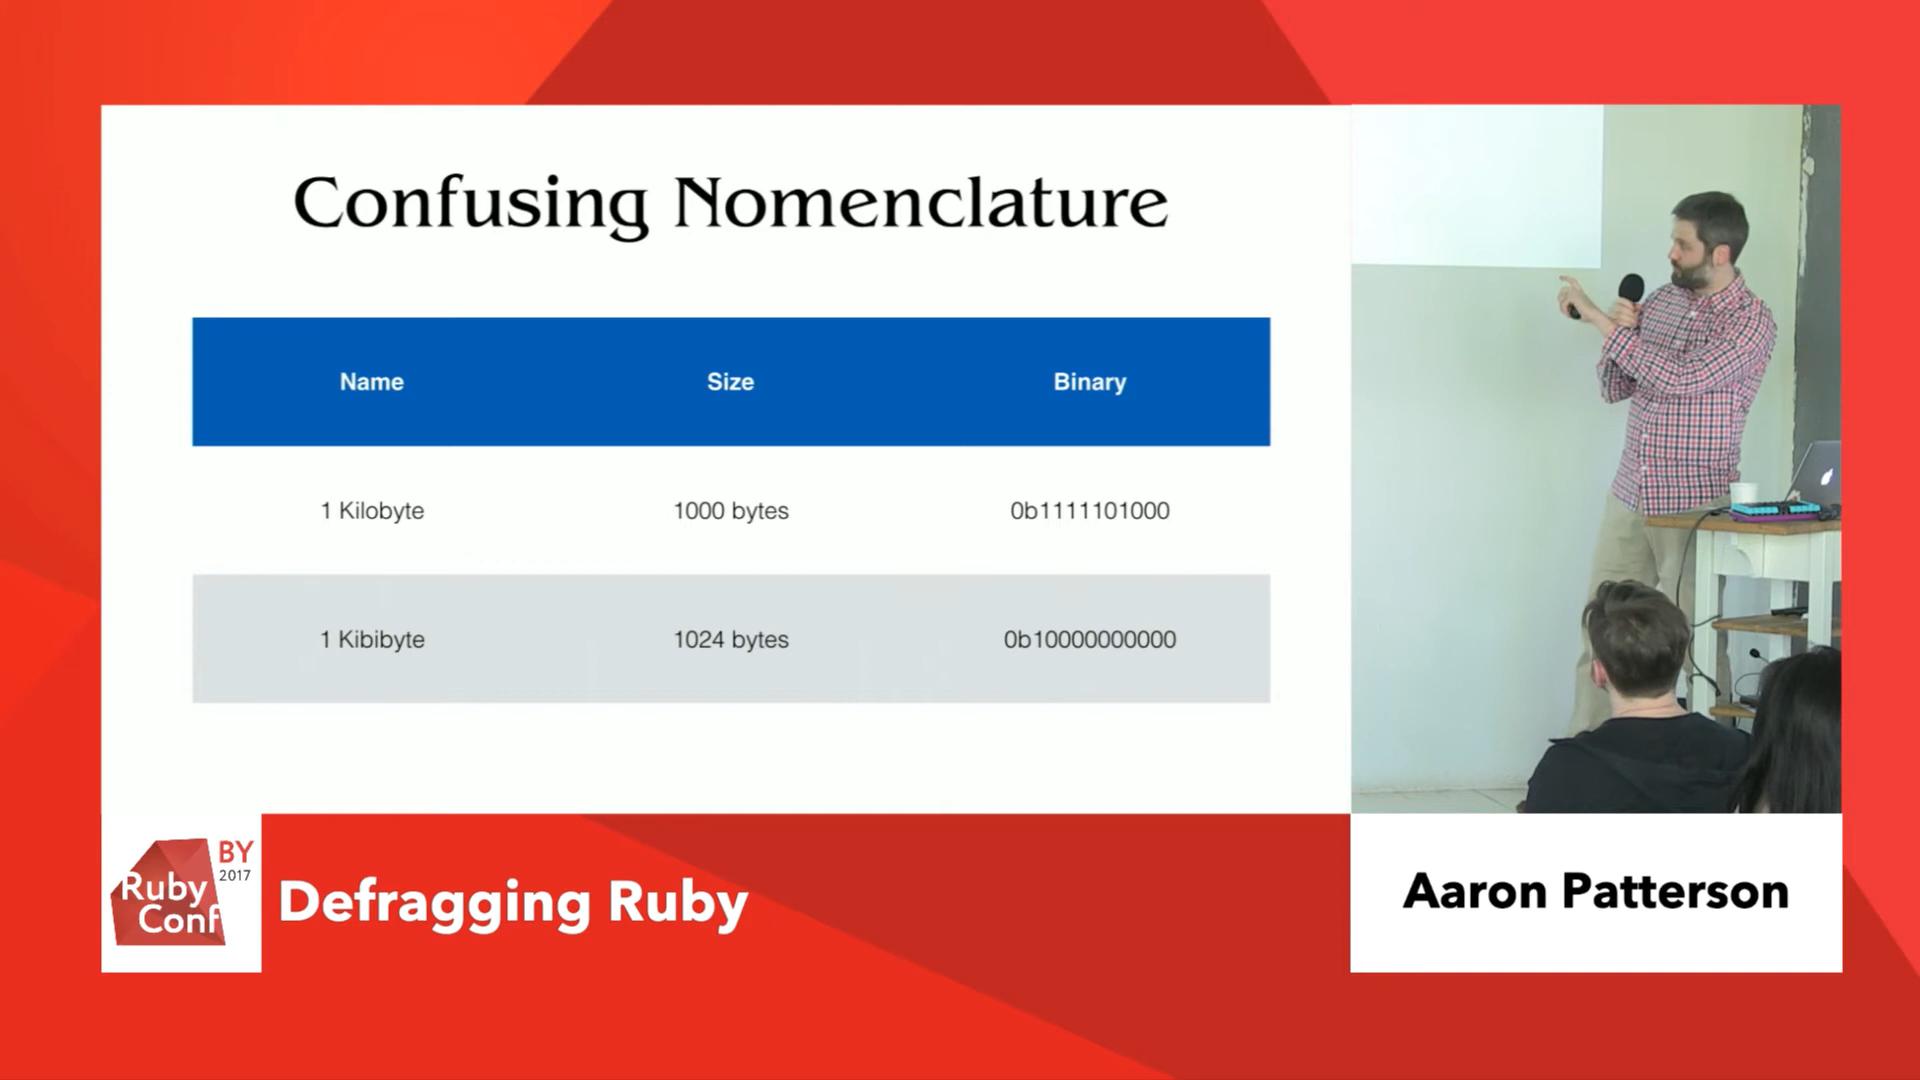 Confusing Nomenclature
Name Size Binary
1 Kilobyte 1000 bytes 0b1111101000
1 Kibibyte 1024 bytes 0b10000000000
Ruby
Conf
BY
2017
Defragging Ruby
Aaron Patterson